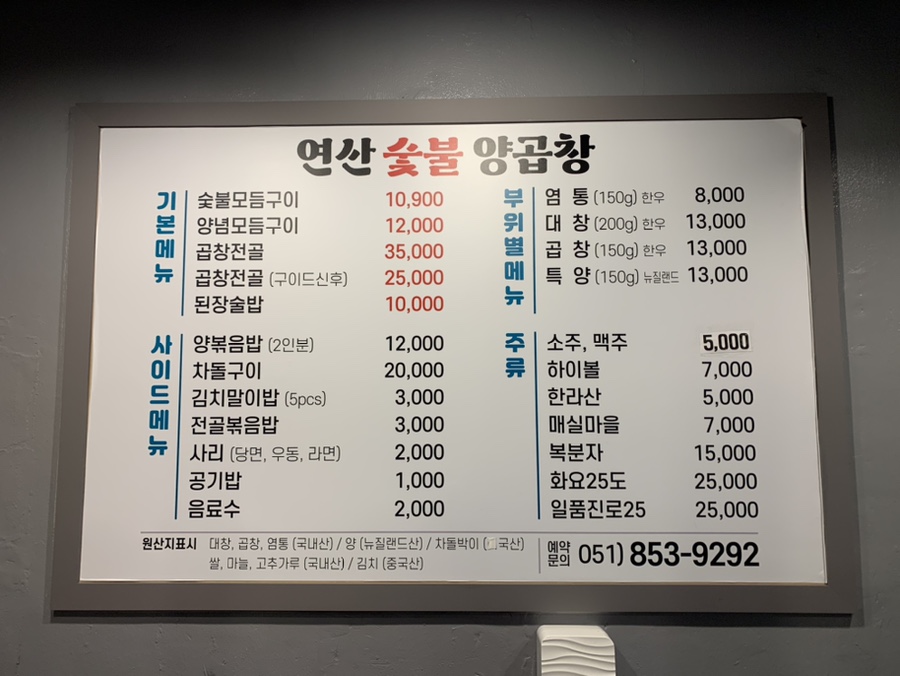 연산 숯불 양곱창
기본메뉴
숯불모듬구이 10,900
양념모듬구이 12,000
곱창전골 35,000
곱창전골 (구이드신후) 25,000
된장술밥 10,000
부위별메뉴
염 통 (150g) 한우 8,000
대 창 (200g) 한우 13,000
곱 창 (150g) 한우 13,000
특 양 (150g) 뉴질랜드 13,000
사이드메뉴
양볶음밥 (2인분) 12,000
차돌구이 20,000
김치말이밥 (5pcs) 3,000
전골볶음밥 3,000
사리 (당면, 우동, 라면) 2,000
공기밥 1,000
음료수 2,000
주류
소주, 맥주 5,000
하이볼 7,000
한라산 5,000
매실마을 7,000
복분자 15,000
화요25도 25,000
일품진로25 25,000
원산지표시 대창, 곱창, 염통 (국내산) / 양 (뉴질랜드산) / 차돌박이 ( 국산)
쌀, 마늘, 고추가루 (국내산) / 김치 (중국산)
예약문의 051) 853-9292